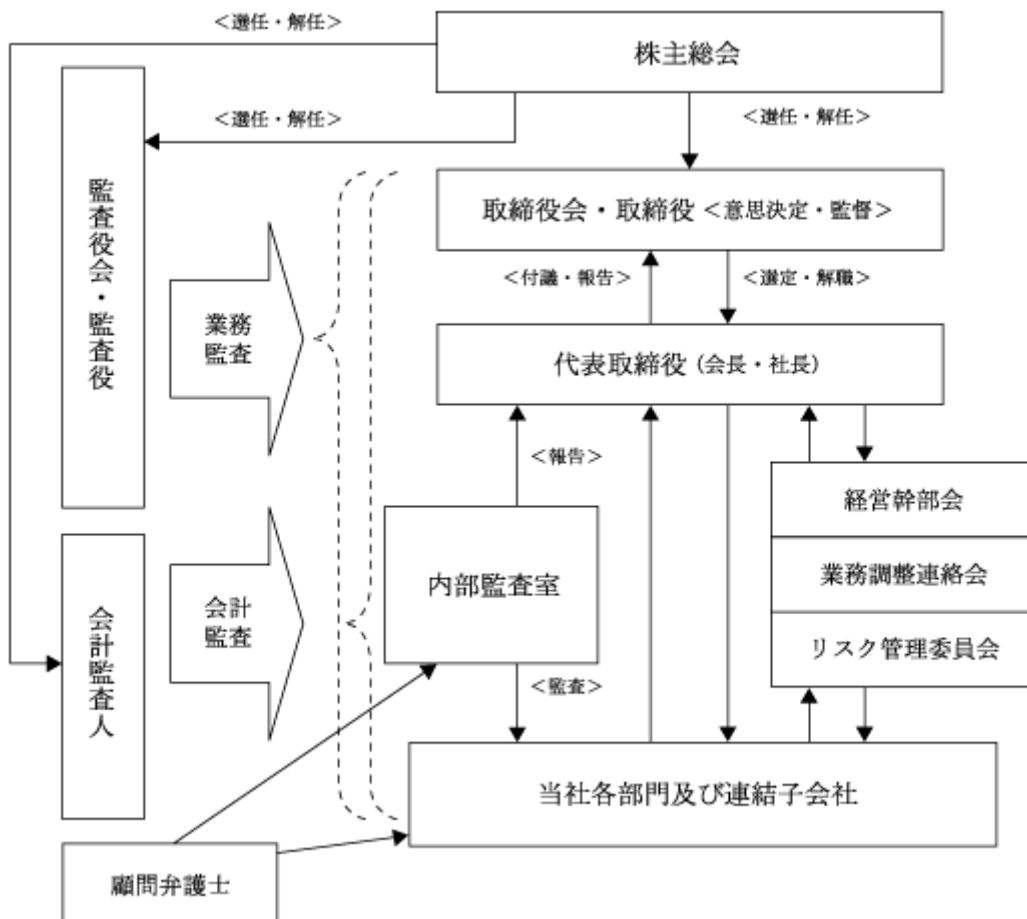 ＜選任・解任＞
株主総会
＜選任・解任＞
＜選任・解任＞
監査役会・監査役
取締役会・取締役＜意思決定・監督＞
＜付議・報告＞
＜選定・解職＞
業務
監査
代表取締役（会長・社長）
＜報告＞
経営幹部会
業務調整連絡会
リスク管理委員会
内部監査室
会計
監査
会計監査人
＜監査＞
当社各部門及び連結子会社
顧問弁護士